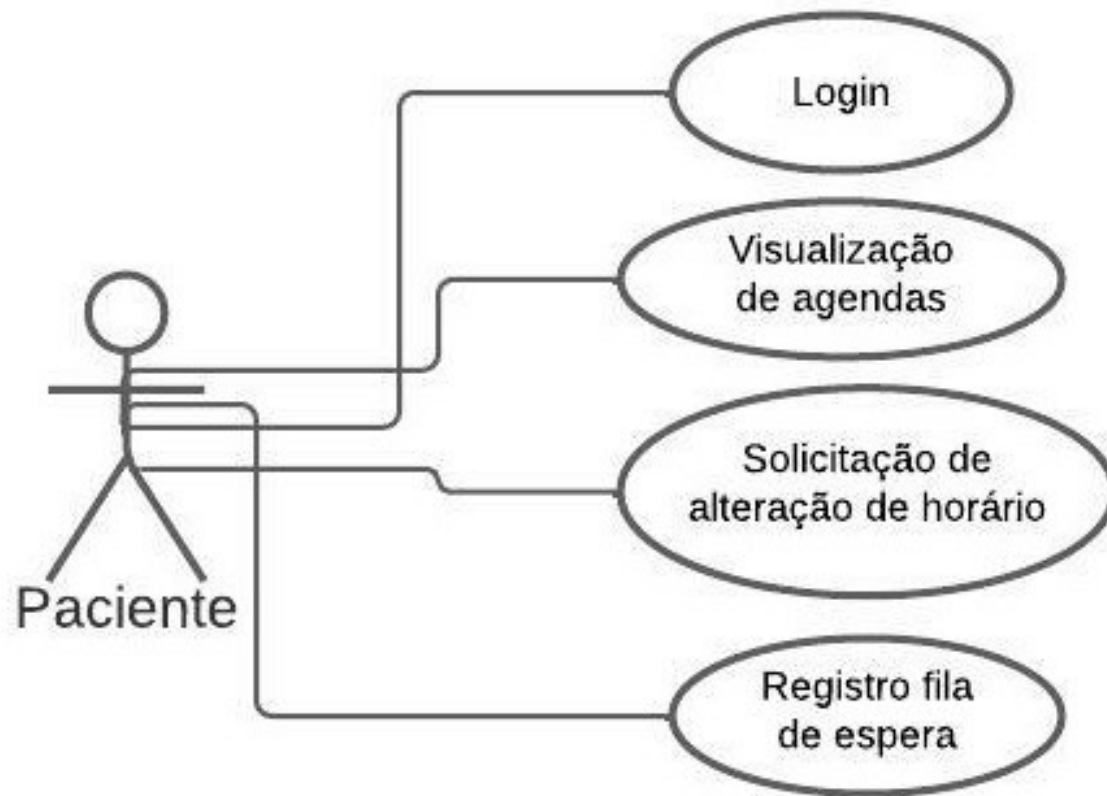 Login
Visualização
de agendas
Solicitação de
alteração de horário
Paciente
Registro fila
de espera